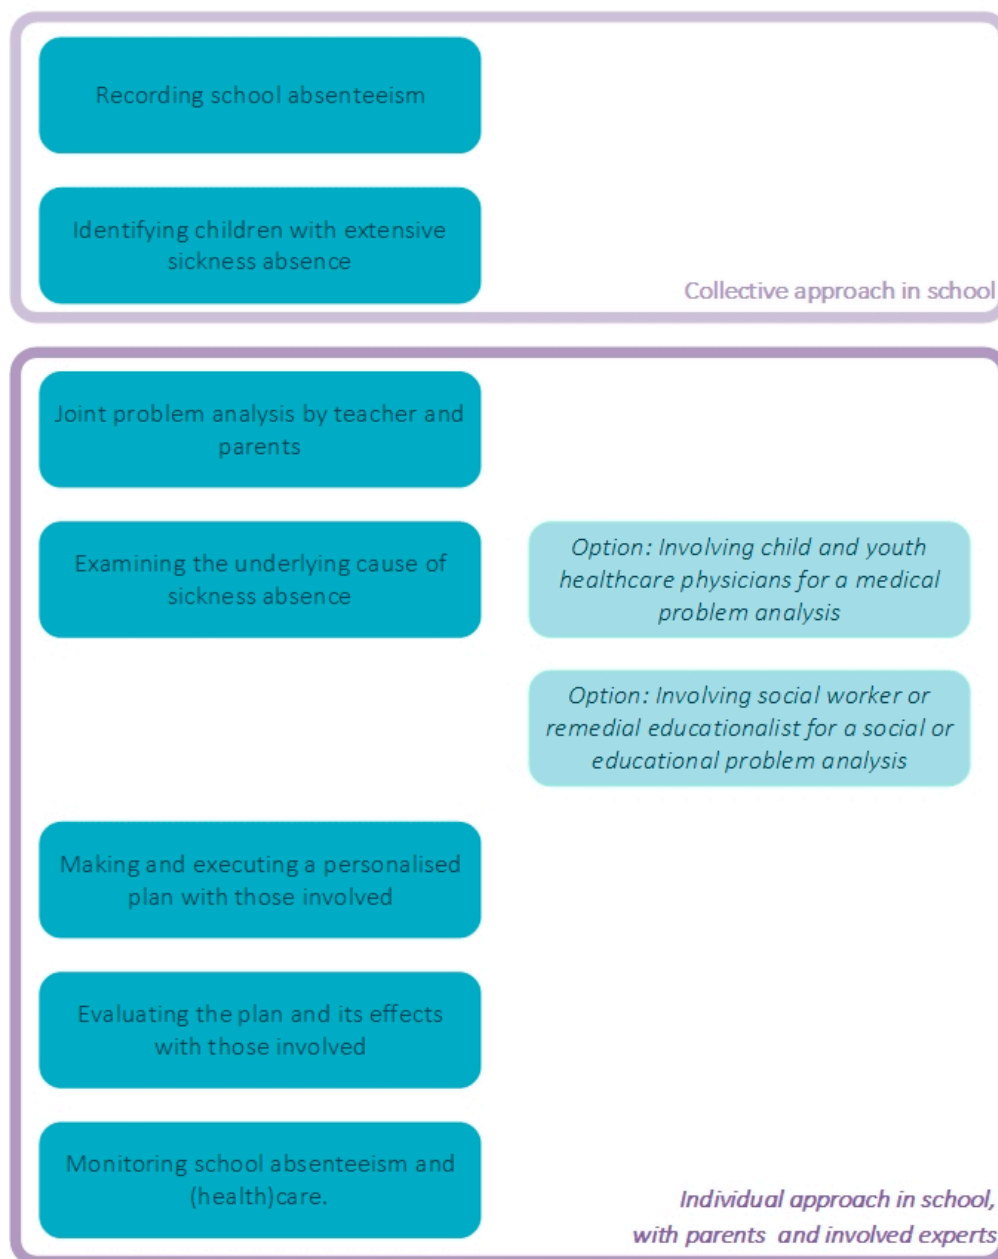 Recording school absenteeism
Identifying children with extensive
sickness absence
Collective approach in school
Joint problem analysis by teacher and
parents
Examining the underlying cause of
sickness absence
Option: Involving child and youth
healthcare physicians for a medical
problem analysis
Option: Involving social worker or
remedial educationalist for a social or
educational problem analysis
Making and executing a personalised
plan with those involved
Evaluating the plan and its effects
with those involved
Monitoring school absenteeism and
(health)care.
Individual approach in school,
with parents and involved experts